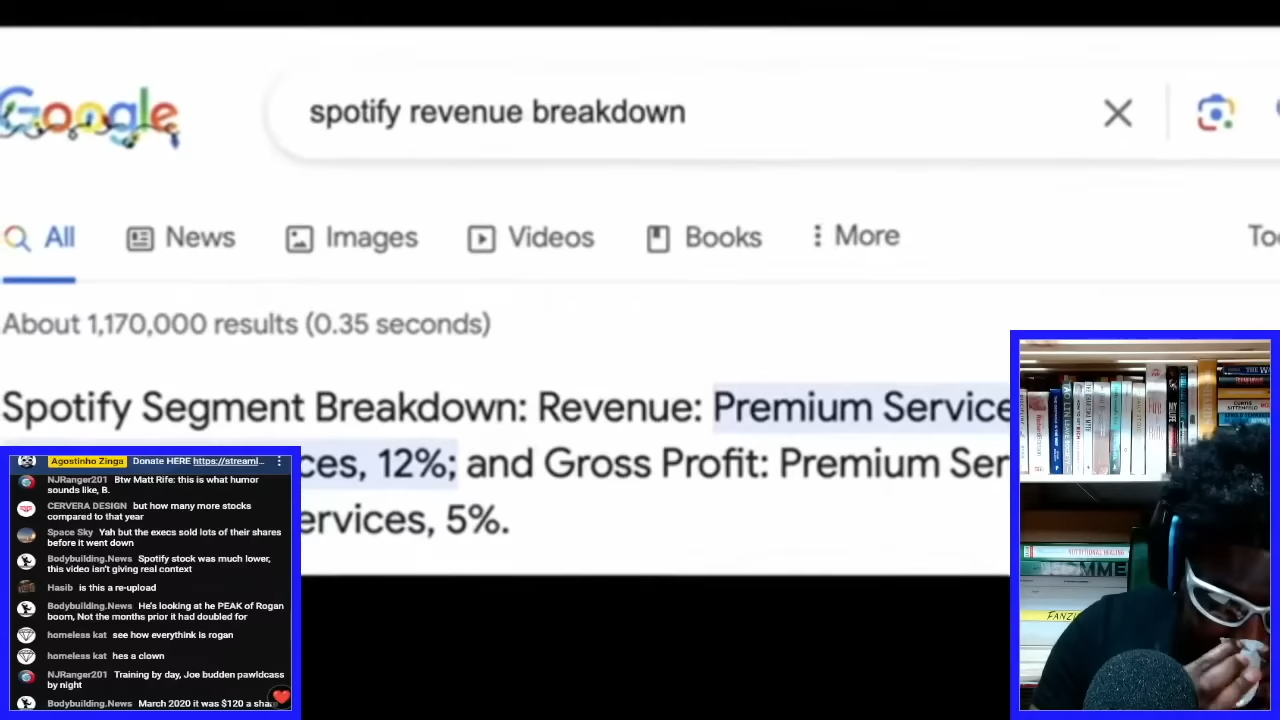 Google
spotify revenue breakdown
All News Images Videos Books More
About 1,170,000 results (0.35 seconds)
Spotify Segment Breakdown: Revenue: Premium Service
ces, 12%; and Gross Profit: Premium Ser
ervices, 5%.
Agostinho Zinga Donate HERE https://streaml...
NJRanger201 Btw Matt Rife: this is what humor
sounds like, B.
CERVERA DESIGN but how many more stocks
compared to that year
Space Sky Yah but the execs sold lots of their shares
before it went down
Bodybuilding.News Spotify stock was much lower,
this video isn't giving real context
Hasib is this a re-upload
Bodybuilding.News He's looking at he PEAK of Rogan
boom, Not the months prior it had doubled for
homeless kat see how everythink is rogan
homeless kat hes a clown
NJRanger201 Training by day, Joe budden pawldcass
by night
Bodybuilding.News March 2020 it was $120 a sha
CURTIS
SITTENFELD
NUTRITIONAL HEALING